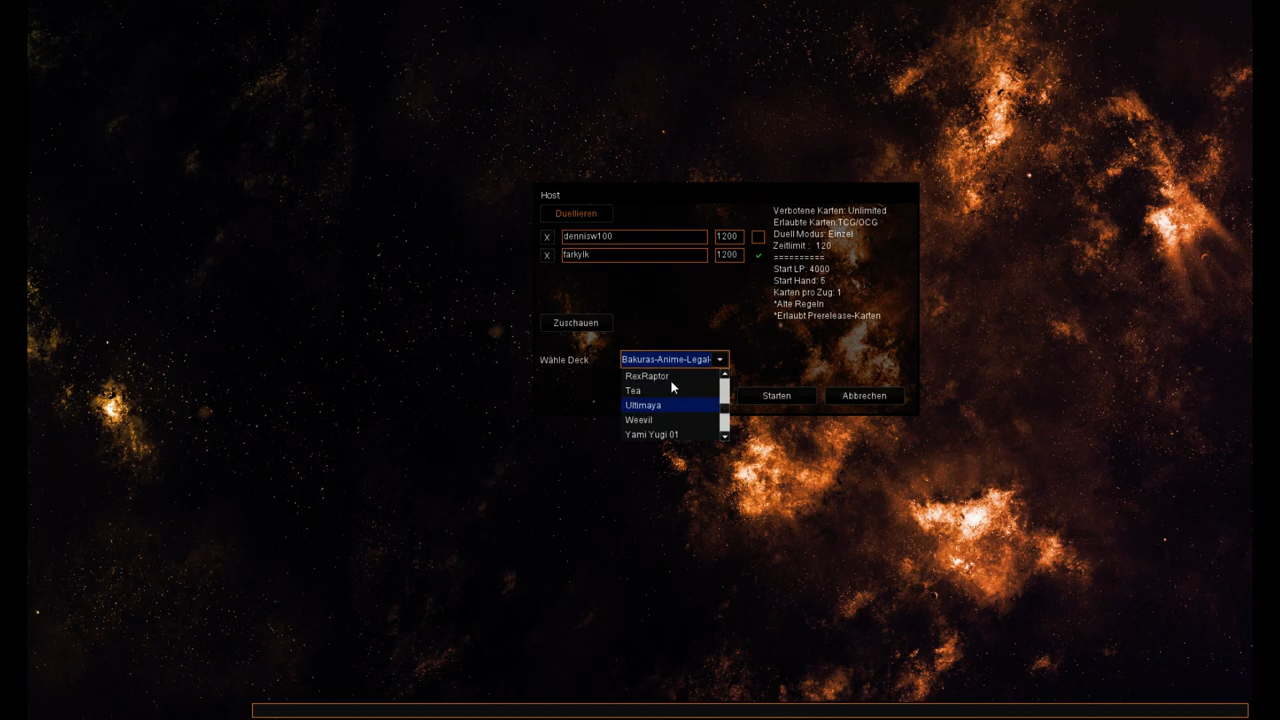 Host
Duellieren
X dennisw100 1200
X farkylk 1200
Verbotene Karten: Unlimited
Erlaubte Karten:TCG/OCG
Duell Modus: Einzel
Zeitlimit : 120
==========
Start LP: 4000
Start Hand: 5
Karten pro Zug: 1
*Alte Regeln
*Erlaubt Prerelease-Karten
Zuschauen
Wähle Deck Bakuras-Anime-Legal-
RexRaptor
Tea
Ultimaya
Weevil
Yami Yugi 01
Starten Abbrechen